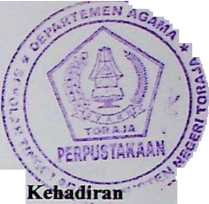 DEPARTEMEN AGAMA
TORAJA
PERPUSTAKAAN
NEGERI TORAJA
Kehadiran